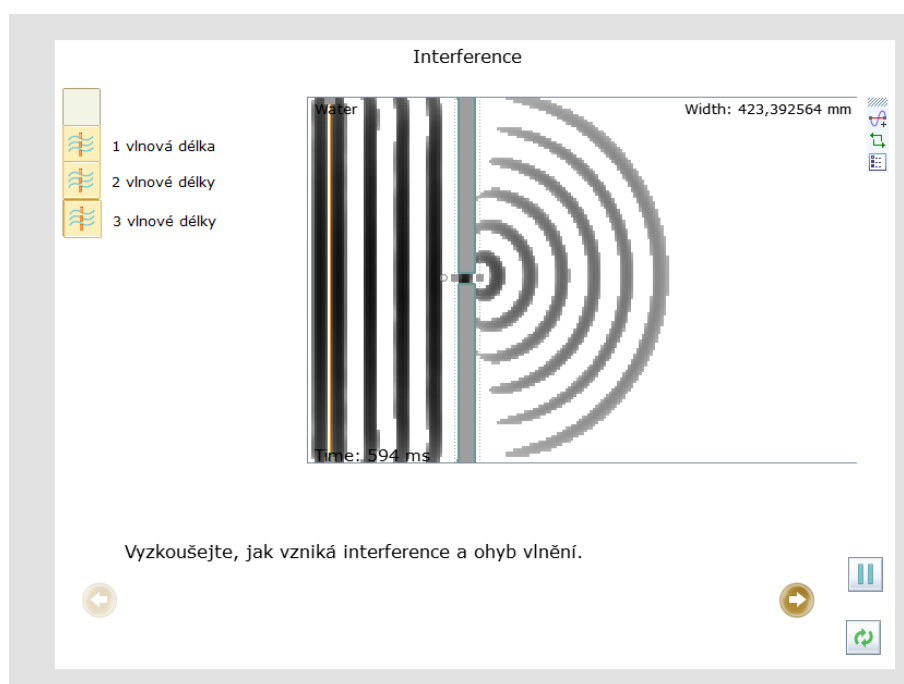 Interference
Water
Width: 423,392564 mm
1 vlnová délka
2 vlnové délky
3 vlnové délky
Time: 594 ms
Vyzkoušejte, jak vzniká interference a ohyb vlnění.